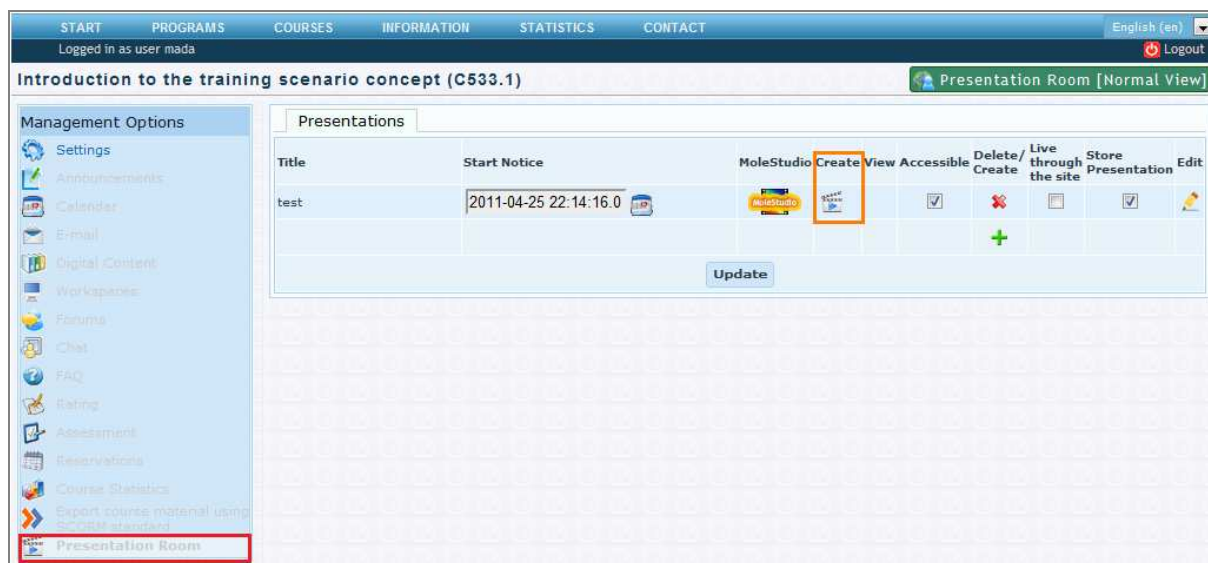 START PROGRAMS COURSES INFORMATION STATISTICS CONTACT English (en)
Logged in as user mada Logout
Introduction to the training scenario concept (C533.1) Presentation Room [Normal View]
Management Options
Settings
Announcements
Calendar
E-mail
Digital Content
Workspaces
Forums
Chat
FAQ
Rating
Assessment
Reservations
Course Statistics
Export course material using
SCORM standard
Presentation Room
Presentations
Title Start Notice MoleStudio Create View Accessible Delete/ Create Live through the site Store Presentation Edit
test 2011-04-25 22:14:16.0 MoleStudio
Update